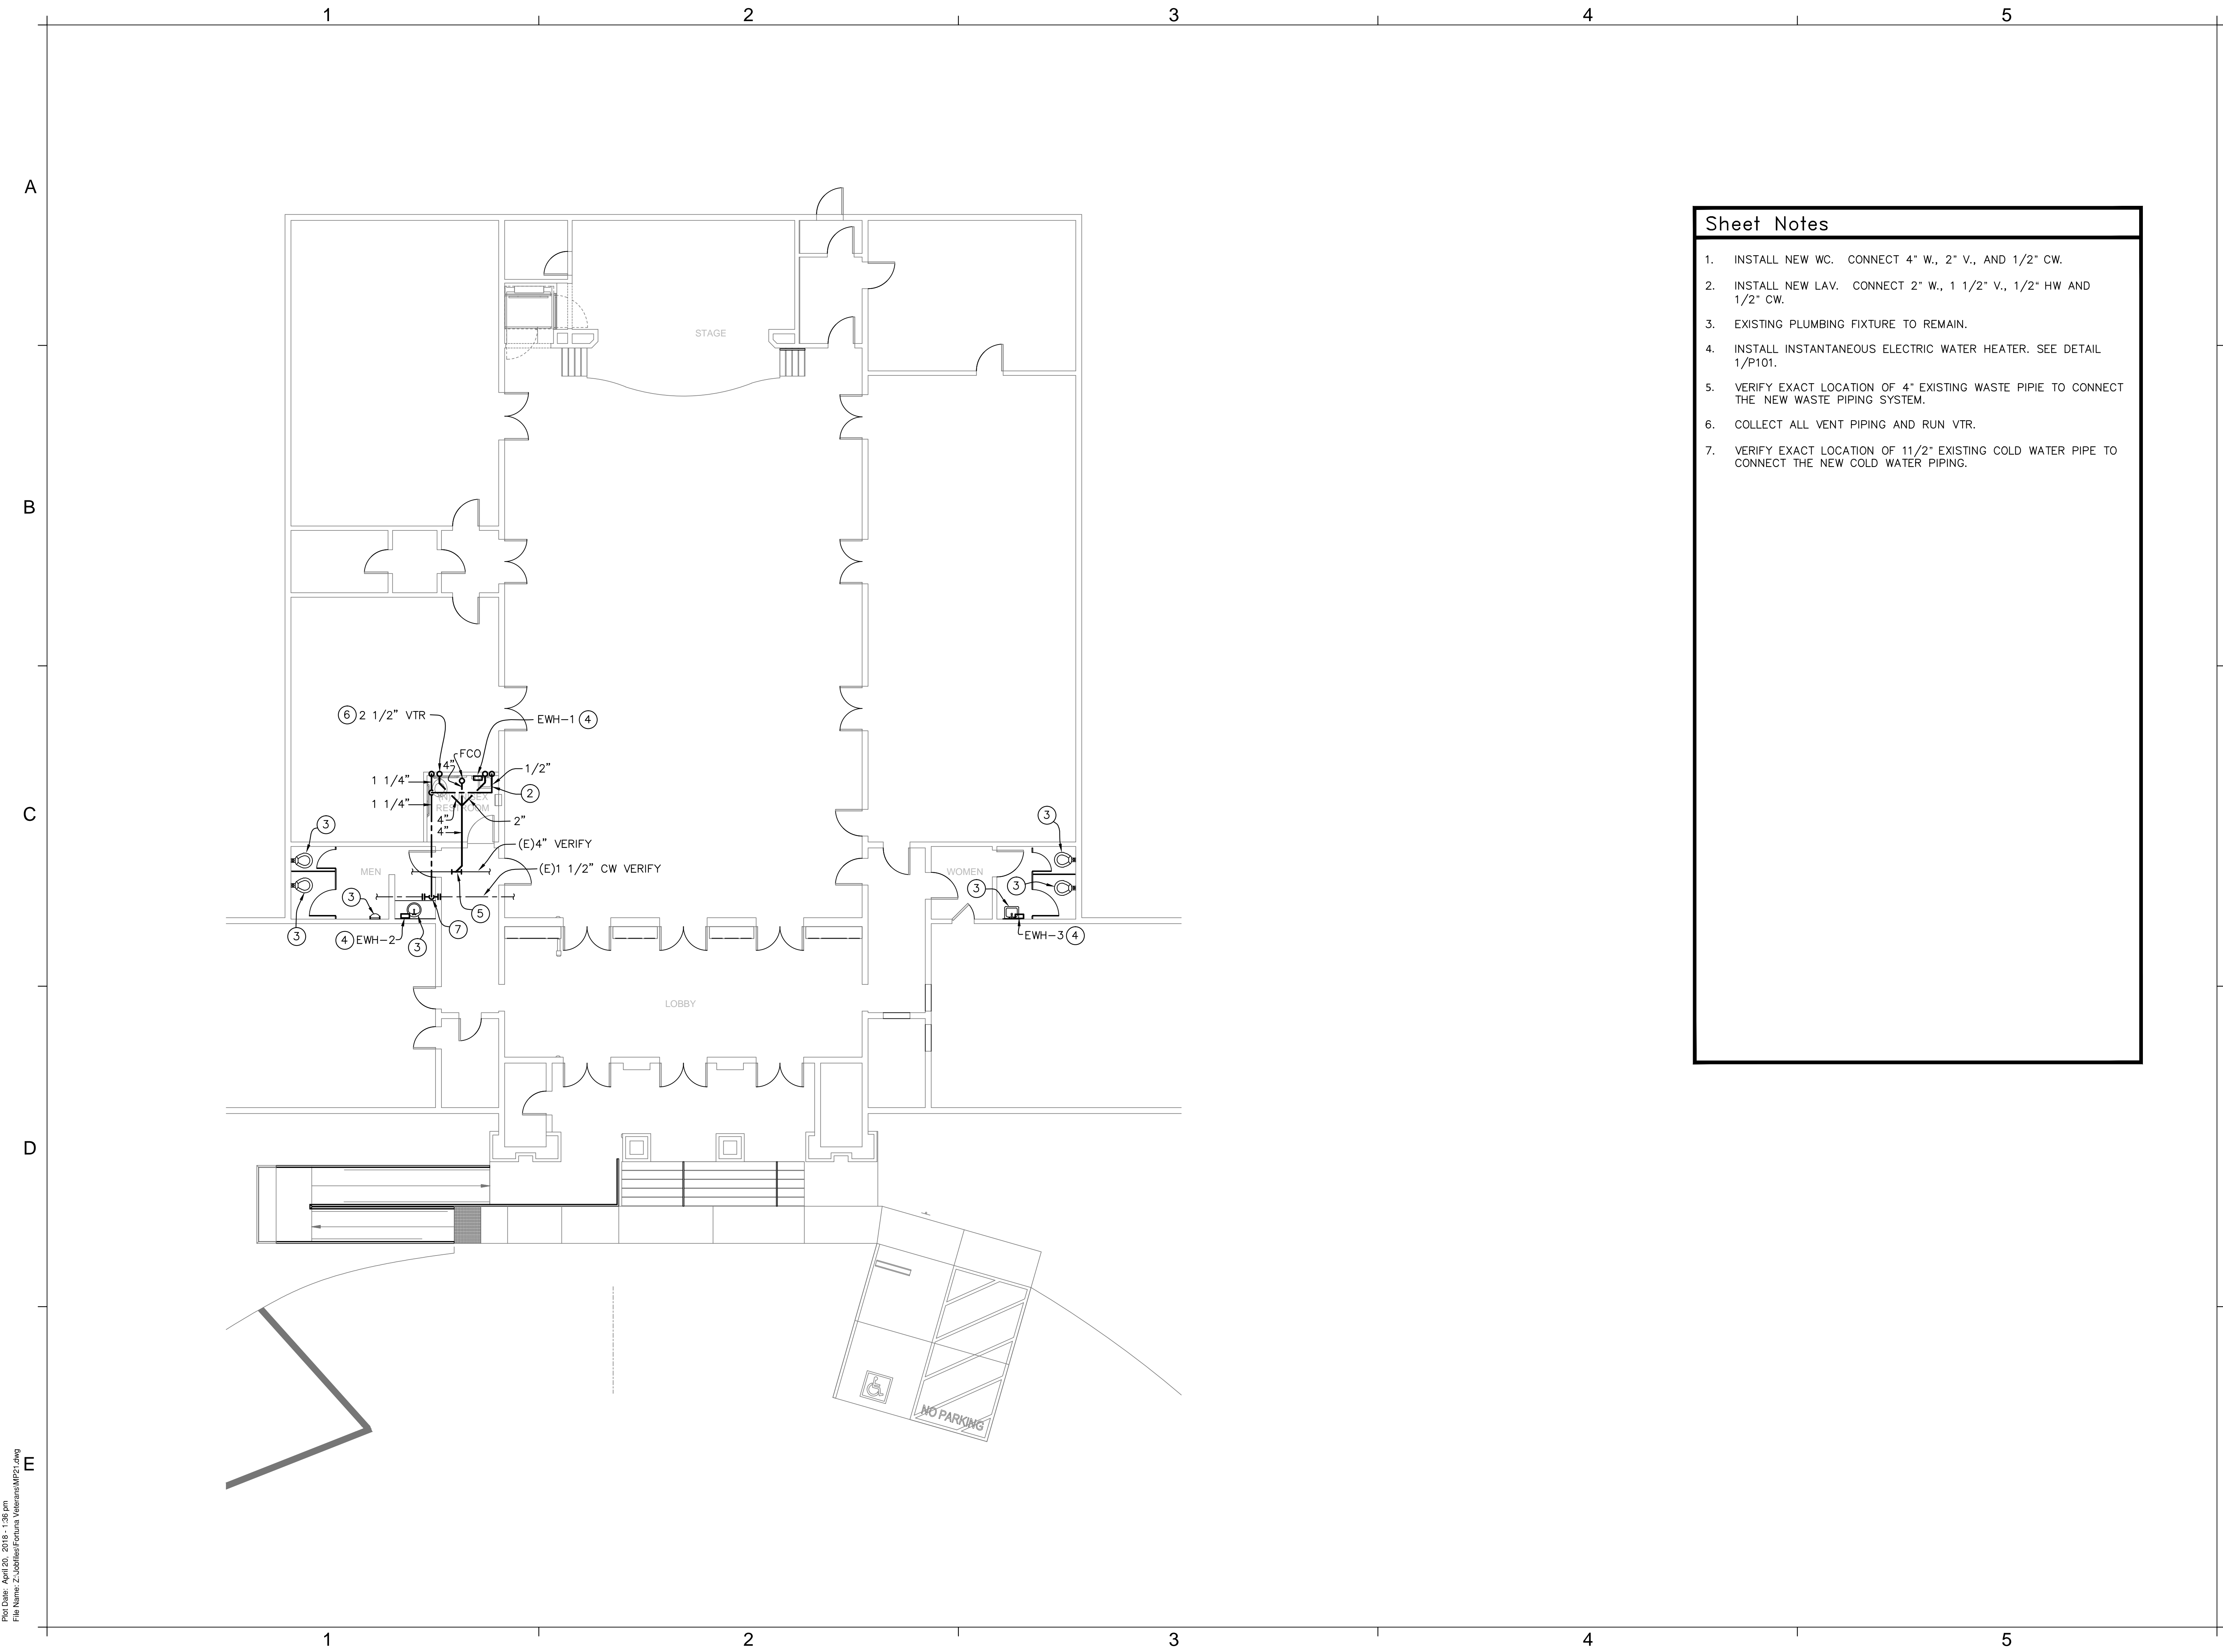 1 2 3 4 5
A
B
C
D
E
Sheet Notes
1. INSTALL NEW WC. CONNECT 4" W., 2" V., AND 1/2" CW.
2. INSTALL NEW LAV. CONNECT 2" W., 1 1/2" V., 1/2" HW AND
1/2" CW.
3. EXISTING PLUMBING FIXTURE TO REMAIN.
4. INSTALL INSTANTANEOUS ELECTRIC WATER HEATER. SEE DETAIL
1/P101.
5. VERIFY EXACT LOCATION OF 4" EXISTING WASTE PIPIE TO CONNECT
THE NEW WASTE PIPING SYSTEM.
6. COLLECT ALL VENT PIPING AND RUN VTR.
7. VERIFY EXACT LOCATION OF 11/2" EXISTING COLD WATER PIPE TO
CONNECT THE NEW COLD WATER PIPING.
STAGE
6 2 1/2" VTR
EWH-1 4
FCO
4"
1/2"
1 1/4"
2
1 1/4"
RESTROOM
4"
2"
4"
3
3
(E)4" VERIFY
(E)1 1/2" CW VERIFY
MEN
WOMEN
3
3
3
5
7
3
4 EWH-2
3
EWH-3 4
LOBBY
NO PARKING
Plot Date: April 20, 2018 - 1:36 pm
File Name: Z:\Jobfiles\Fortuna Veterans\MP21.dwg
1 2 3 4 5